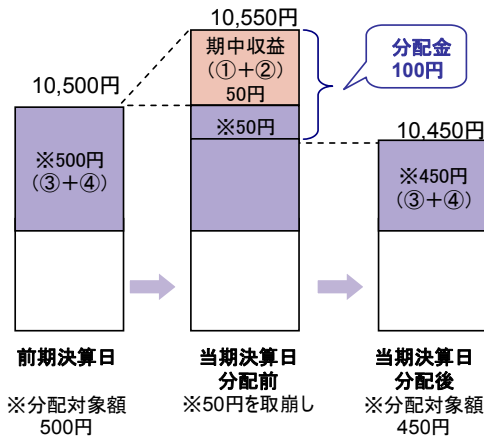 10,550円
期中収益
(①+②)
50円
分配金
100円
10,500円
※50円
10,450円
※500円
(③+④)
※450円
(③+④)
前期決算日
当期決算日
分配前
当期決算日
分配後
※分配対象額
500円
※50円を取崩し
※分配対象額
450円